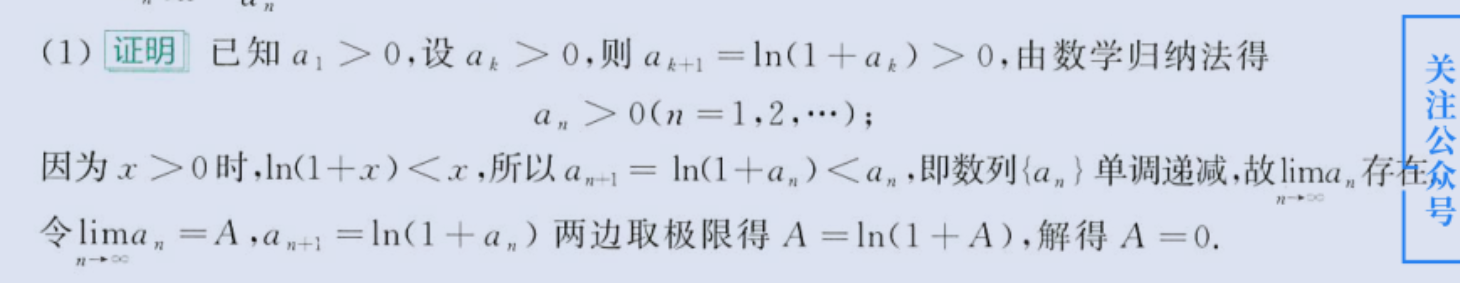 (1) 证明 已知 a₁ > 0,设 aₖ > 0,则 aₖ₊₁ = ln(1 + aₖ) > 0,由数学归纳法得
aₙ > 0(n = 1,2,⋯);
因为 x > 0 时,ln(1+x) < x,所以 aₙ₊₁ = ln(1+aₙ) < aₙ,即数列{aₙ} 单调递减,故 lim aₙ 存在
n→∞
令 lim aₙ = A ,aₙ₊₁ = ln(1 + aₙ) 两边取极限得 A = ln(1 + A),解得 A = 0.
n→∞
关注公众号